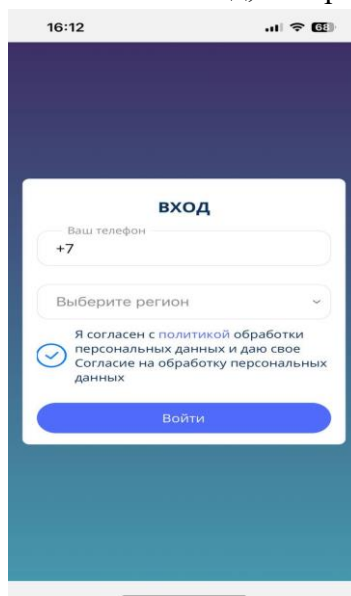 16:12
68
ВХОД
Ваш телефон
+7
Выберите регион
Я согласен с политикой обработки
персональных данных и даю свое
Согласие на обработку персональных
данных
Войти